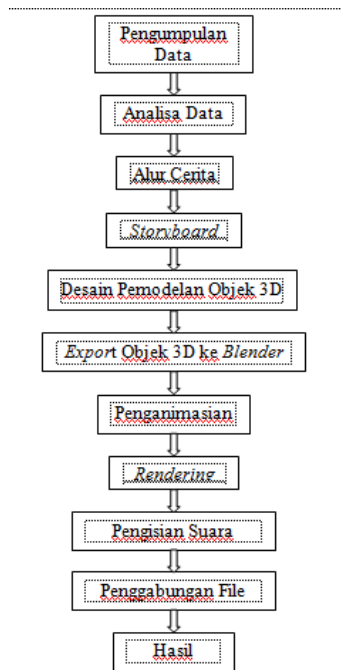 Pengumpulan
Data
Analisa Data
Alur Cerita
Storyboard
Desain Pemodelan Objek 3D
Export Objek 3D ke Blender
Penganimasian
Rendering
Pengisian Suara
Penggabungan File
Hasil